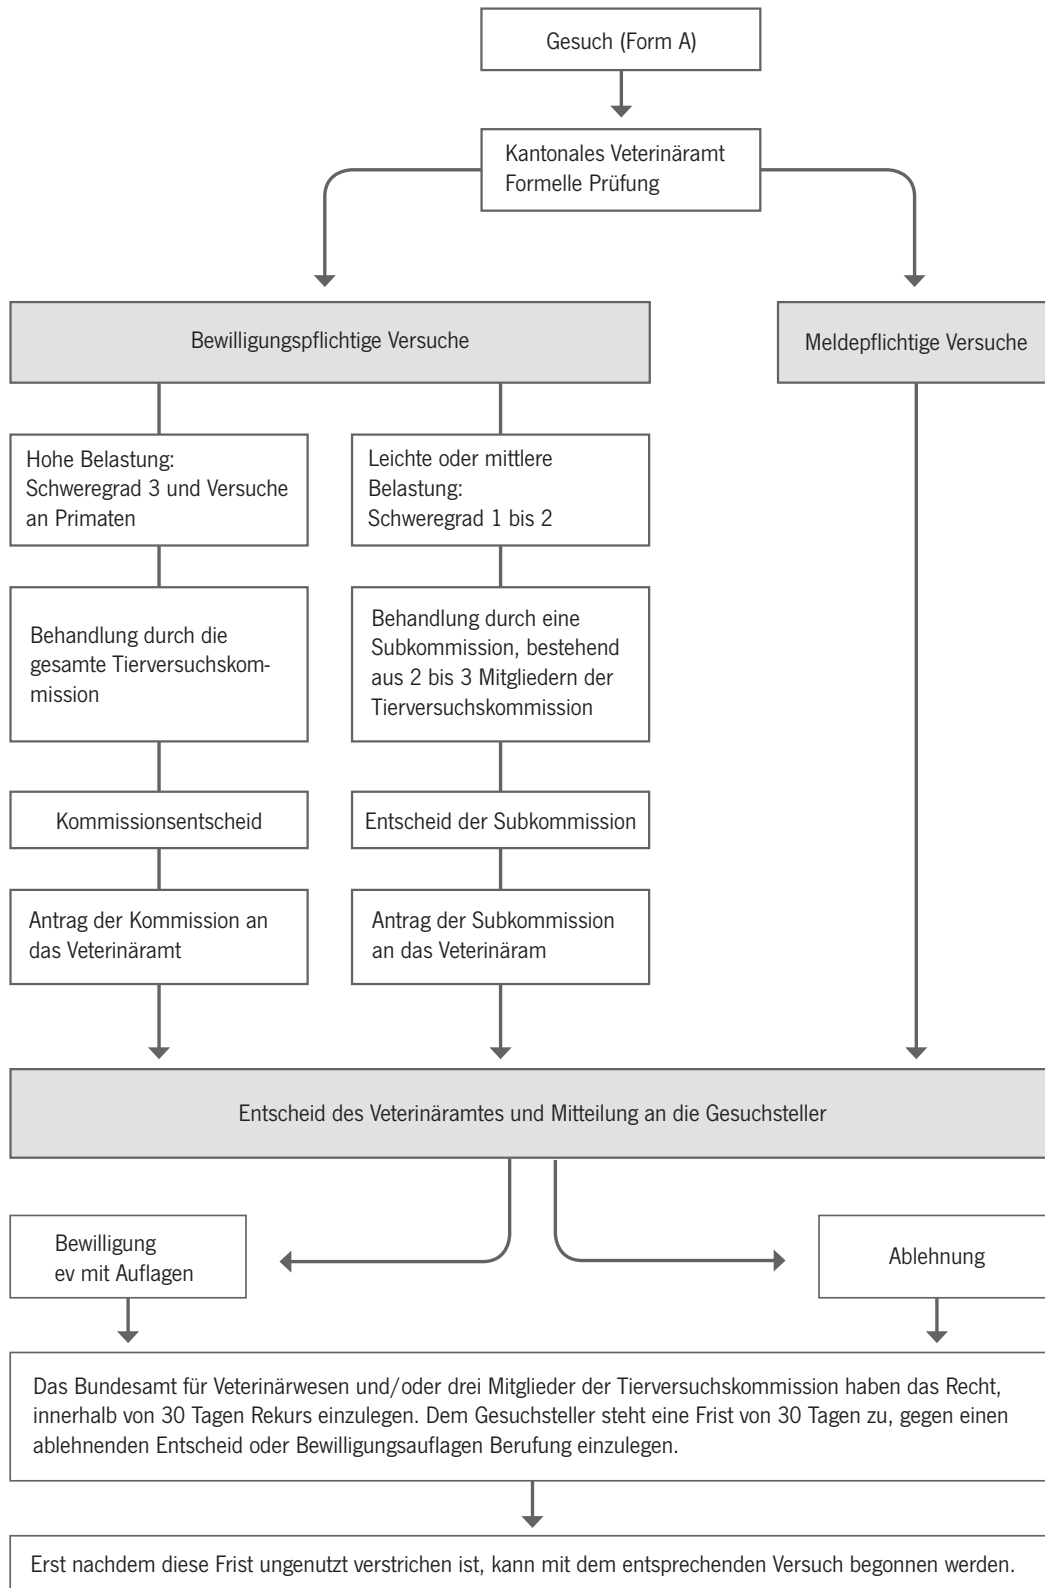 Gesuch (Form A)
Kantonales Veterinäramt
Formelle Prüfung
Bewilligungspflichtige Versuche
Meldepflichtige Versuche
Hohe Belastung:
Schweregrad 3 und Versuche
an Primaten
Leichte oder mittlere
Belastung:
Schweregrad 1 bis 2
Behandlung durch die
gesamte Tierversuchskom-
mission
Behandlung durch eine
Subkommission, bestehend
aus 2 bis 3 Mitgliedern der
Tierversuchskommission
Kommissionsentscheid
Entscheid der Subkommission
Antrag der Kommission an
das Veterinäramt
Antrag der Subkommission
an das Veterinäram
Entscheid des Veterinäramtes und Mitteilung an die Gesuchsteller
Bewilligung
ev mit Auflagen
Ablehnung
Das Bundesamt für Veterinärwesen und/oder drei Mitglieder der Tierversuchskommission haben das Recht,
innerhalb von 30 Tagen Rekurs einzulegen. Dem Gesuchsteller steht eine Frist von 30 Tagen zu, gegen einen
ablehnenden Entscheid oder Bewilligungsauflagen Berufung einzulegen.
Erst nachdem diese Frist ungenutzt verstrichen ist, kann mit dem entsprechenden Versuch begonnen werden.